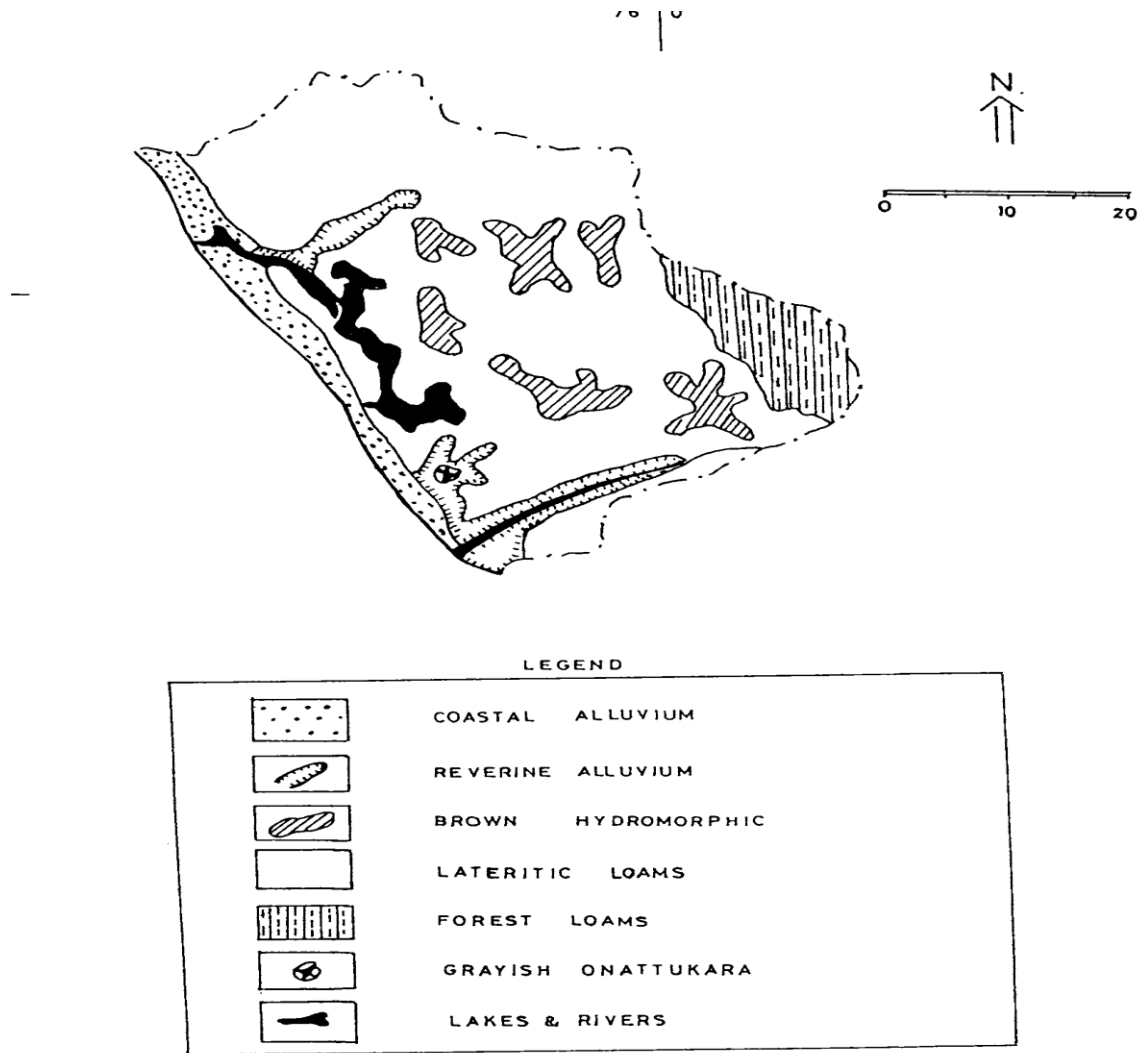 N
0 10 20
LEGEND
COASTAL ALLUVIUM
REVERINE ALLUVIUM
BROWN HYDROMORPHIC
LATERITIC LOAMS
FOREST LOAMS
GRAYISH ONATTUKARA
LAKES & RIVERS